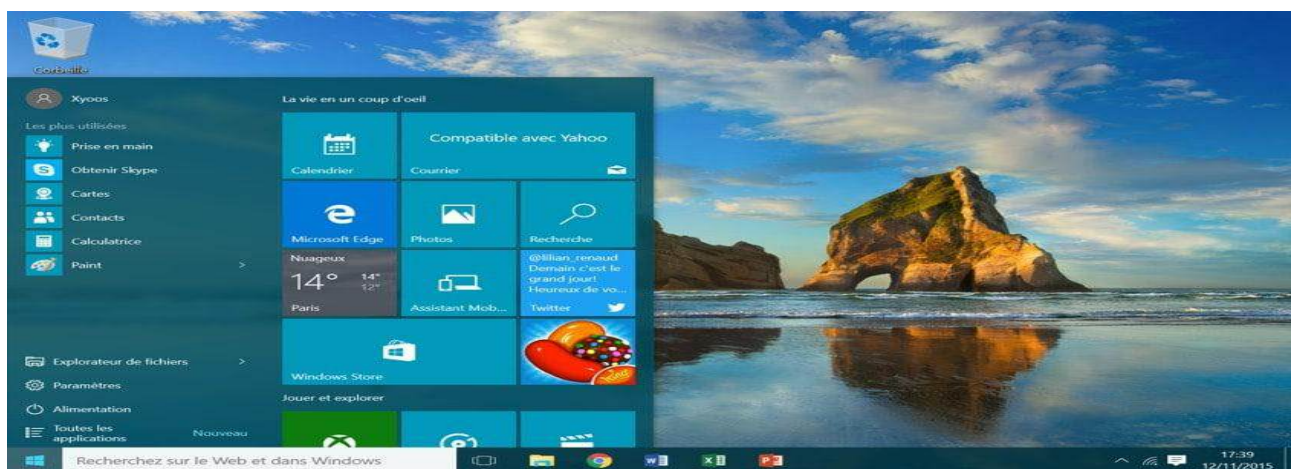 Corbeille
Xyoos
Les plus utilisées
Prise en main
Obtenir Skype
Cartes
Contacts
Calculatrice
Paint
Explorateur de fichiers
Paramètres
Alimentation
Toutes les
applications
Nouveau
La vie en un coup d'oeil
Calendrier
Compatible avec Yahoo
Courrier
Microsoft Edge
Photos
Recherche
Nuageux
14° 14°
12°
Paris
Assistant Mob...
@lilian_renaud
Demain c'est le
grand jour!
Heureux de vo...
Twitter
Windows Store
King
Jouer et explorer
Recherchez sur le Web et dans Windows
17:39
12/11/2015